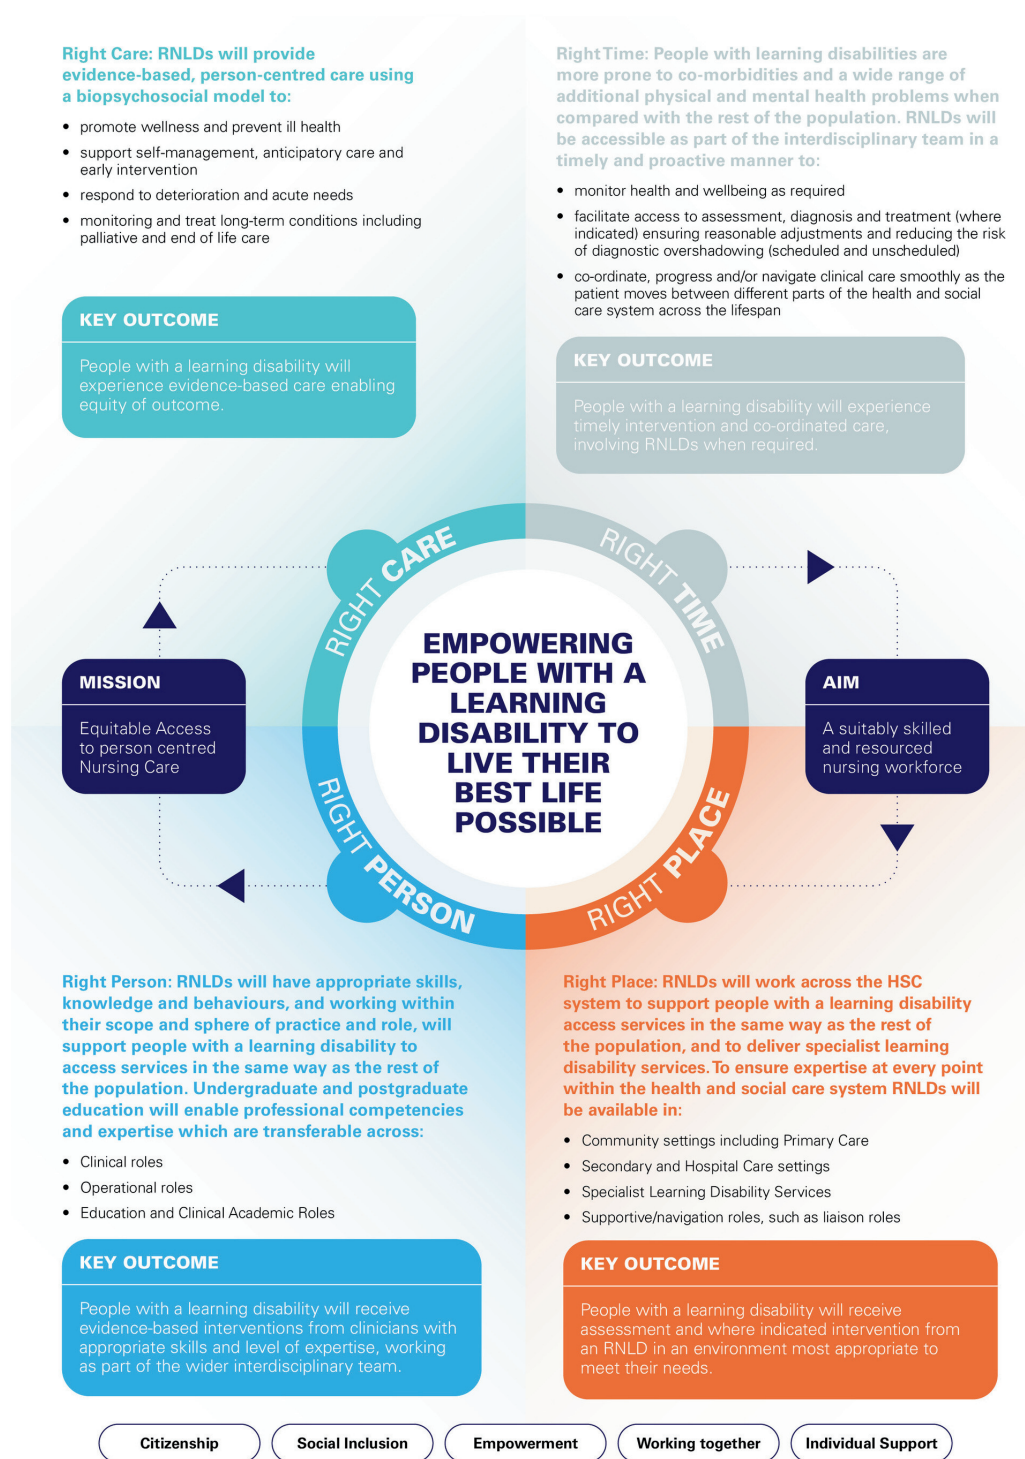 Right Care: RNLDs will provide
evidence-based, person-centred care using
a biopsychosocial model to:
• promote wellness and prevent ill health
• support self-management, anticipatory care and
early intervention
• respond to deterioration and acute needs
• monitoring and treat long-term conditions including
palliative and end of life care
KEY OUTCOME
People with a learning disability will
experience evidence-based care enabling
equity of outcome.
Right Time: People with learning disabilities are
more prone to co-morbidities and a wide range of
additional physical and mental health problems when
compared with the rest of the population. RNLDs will
be accessible as part of the interdisciplinary team in a
timely and proactive manner to:
• monitor health and wellbeing as required
• facilitate access to assessment, diagnosis and treatment (where
indicated) ensuring reasonable adjustments and reducing the risk
of diagnostic overshadowing (scheduled and unscheduled)
• co-ordinate, progress and/or navigate clinical care smoothly as the
patient moves between different parts of the health and social
care system across the lifespan
KEY OUTCOME
People with a learning disability will experience
timely intervention and co-ordinated care,
involving RNLDs when required.
RIGHT CARE
RIGHT TIME
MISSION
Equitable Access
to person centred
Nursing Care
EMPOWERING
PEOPLE WITH A
LEARNING
DISABILITY TO
LIVE THEIR
BEST LIFE
POSSIBLE
AIM
A suitably skilled
and resourced
nursing workforce
RIGHT PERSON
RIGHT PLACE
Right Person: RNLDs will have appropriate skills,
knowledge and behaviours, and working within
their scope and sphere of practice and role, will
support people with a learning disability to
access services in the same way as the rest of
the population. Undergraduate and postgraduate
education will enable professional competencies
and expertise which are transferable across:
• Clinical roles
• Operational roles
• Education and Clinical Academic Roles
KEY OUTCOME
People with a learning disability will receive
evidence-based interventions from clinicians with
appropriate skills and level of expertise, working
as part of the wider interdisciplinary team.
Right Place: RNLDs will work across the HSC
system to support people with a learning disability
access services in the same way as the rest of
the population, and to deliver specialist learning
disability services. To ensure expertise at every point
within the health and social care system RNLDs will
be available in:
• Community settings including Primary Care
• Secondary and Hospital Care settings
• Specialist Learning Disability Services
• Supportive/navigation roles, such as liaison roles
KEY OUTCOME
People with a learning disability will receive
assessment and where indicated intervention from
an RNLD in an environment most appropriate to
meet their needs.
Citizenship
Social Inclusion
Empowerment
Working together
Individual Support